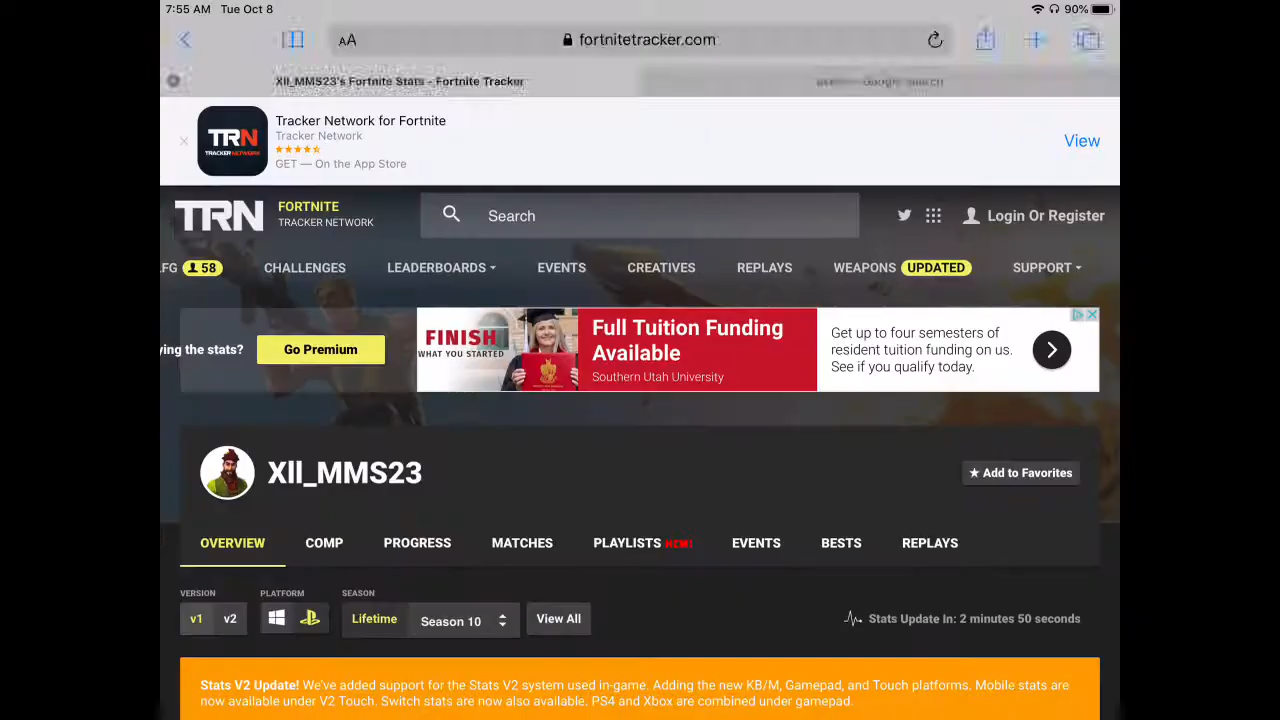 7:55 AM Tue Oct 8 90%
AA fortnitetracker.com
Xll_MMS23's Fortnite Stats - Fortnite Tracker
Tracker Network for Fortnite
Tracker Network
GET — On the App Store
View
TRN
TRACKER NETWORK
TRN FORTNITE
TRACKER NETWORK
Search
Login Or Register
FG 58 CHALLENGES LEADERBOARDS EVENTS CREATIVES REPLAYS WEAPONS UPDATED SUPPORT
ying the stats? Go Premium
FINISH
WHAT YOU STARTED
Full Tuition Funding
Available
Southern Utah University
Get up to four semesters of
resident tuition funding on us.
See if you qualify today.
Xll_MMS23
★ Add to Favorites
OVERVIEW COMP PROGRESS MATCHES PLAYLISTS NEW! EVENTS BESTS REPLAYS
VERSION PLATFORM SEASON
v1 v2 Lifetime Season 10 View All Stats Update In: 2 minutes 50 seconds
Stats V2 Update! We've added support for the Stats V2 system used in-game. Adding the new KB/M, Gamepad, and Touch platforms. Mobile stats are
now available under V2 Touch. Switch stats are now also available. PS4 and Xbox are combined under gamepad.